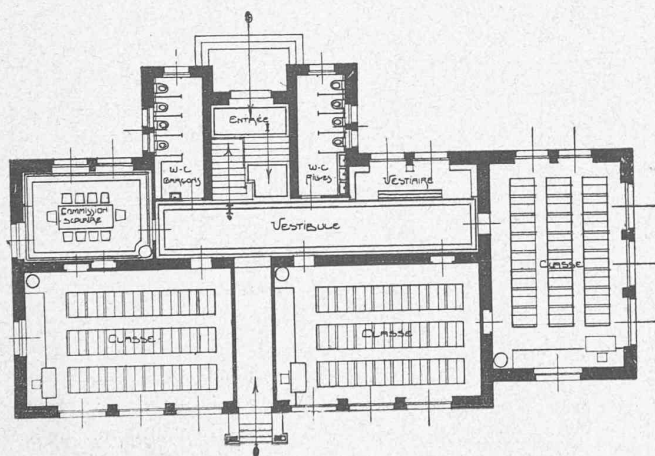 ENTRÉE
W-C
GARÇONS
W-C
FILLES
VESTIAIRE
COMMISSION
SCOLAIRE
VESTIBULE
CLASSE
CLASSE
CLASSE